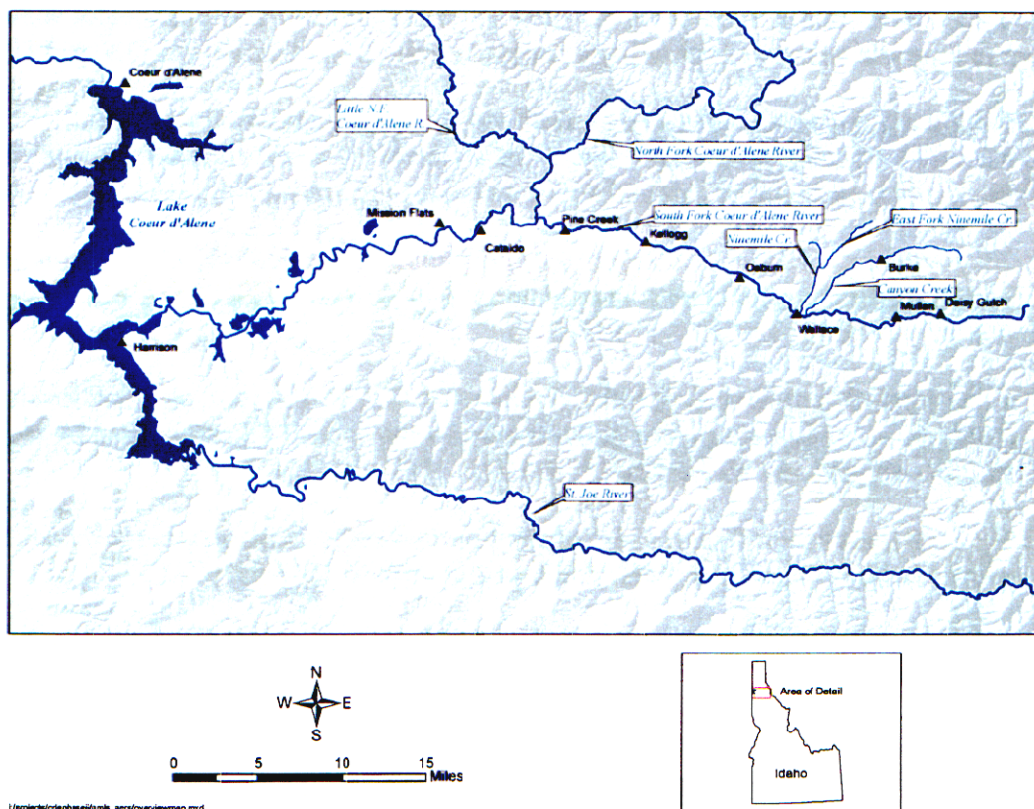 Coeur d'Alene
Little N.F.
Coeur d'Alene R.
North Fork Coeur d'Alene River
Lake
Coeur d'Alene
Mission Flats
Cataldo
Pine Creek
South Fork Coeur d'Alene River
East Fork Ninemile Cr.
Ninemile Cr.
Kellogg
Burke
Osburn
Canyon Creek
Wallace
Mullan
Daisy Gulch
Harrison
St. Joe River
N
W
E
S
0 5 10 15
Miles
Area of Detail
Idaho